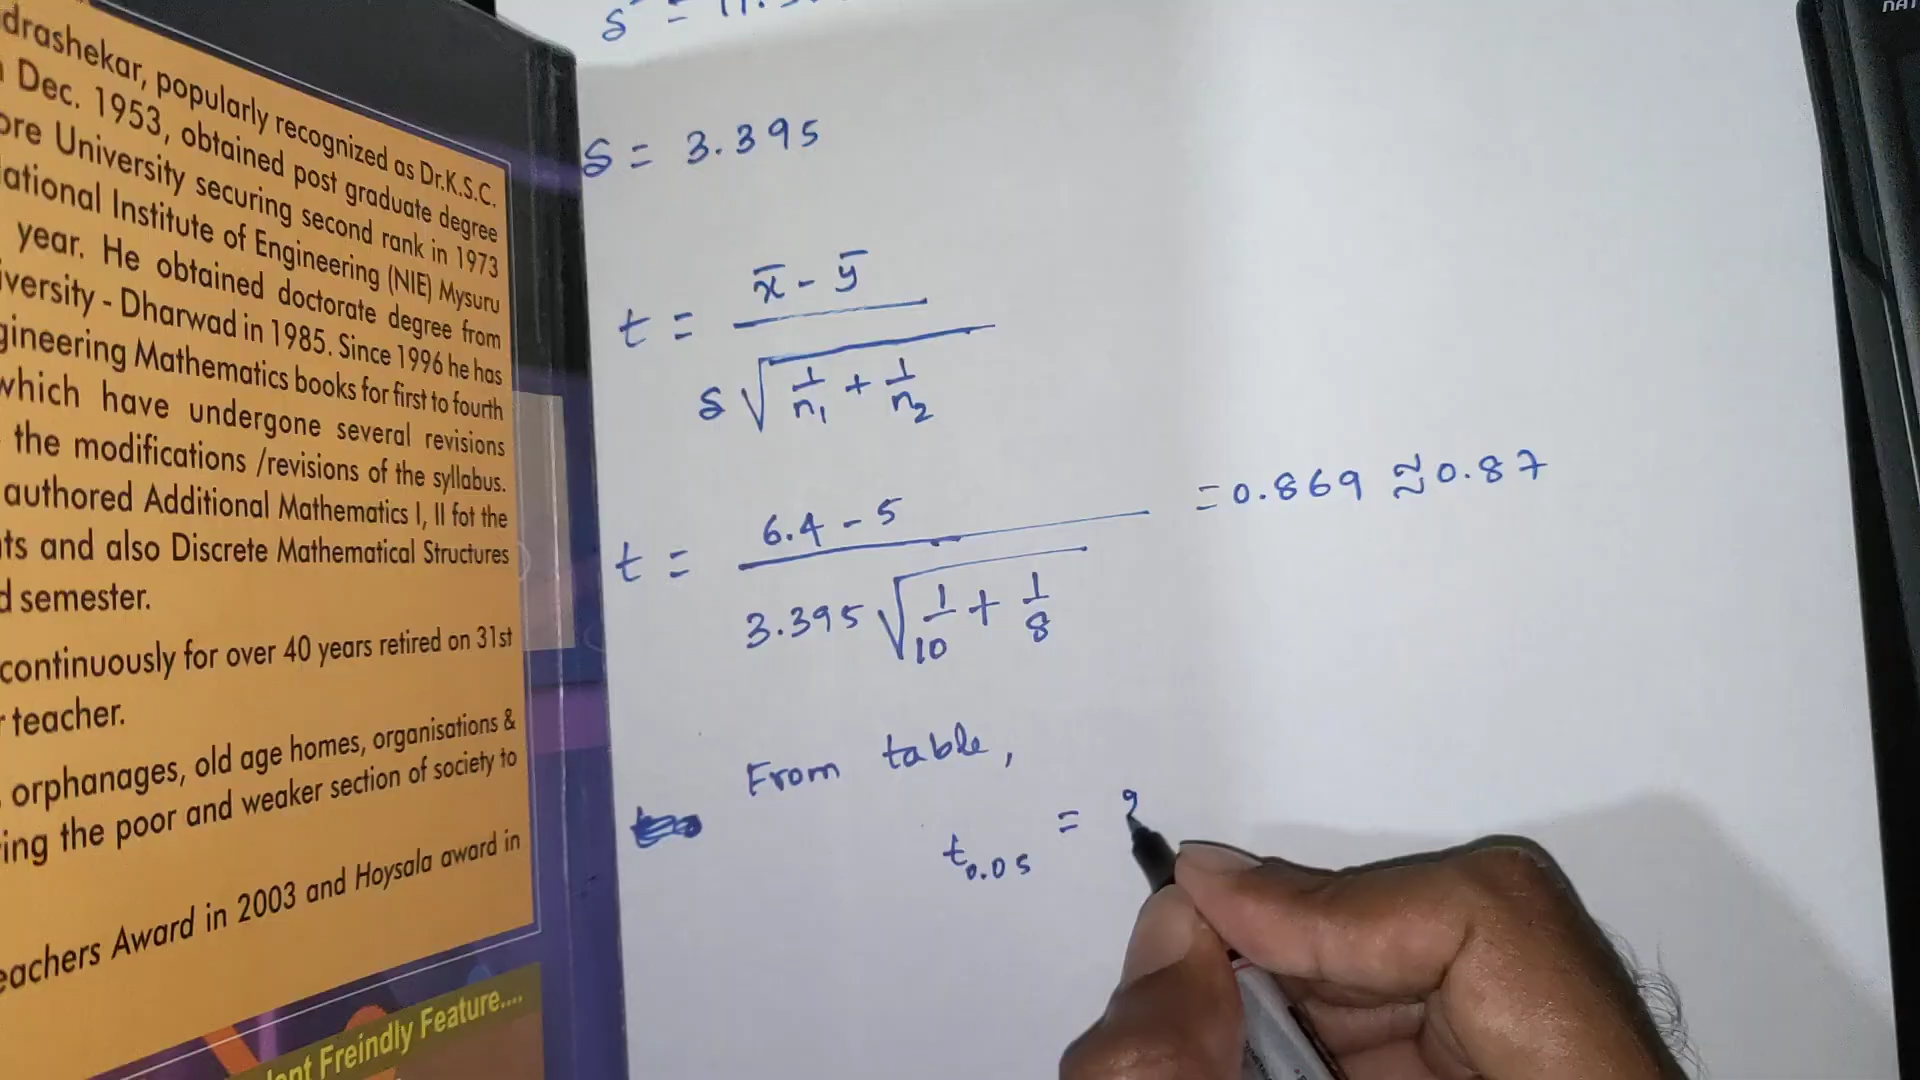 drashekar, popularly recognized as Dr.K.S.C.
Dec. 1953, obtained post graduate degree
ore University securing second rank in 1973
ational Institute of Engineering (NIE) Mysuru
year. He obtained doctorate degree from
iversity - Dharwad in 1985. Since 1996 he has
gineering Mathematics books for first to fourth
which have undergone several revisions
the modifications /revisions of the syllabus.
authored Additional Mathematics I, II fot the
nts and also Discrete Mathematical Structures
d semester.
continuously for over 40 years retired on 31st
r teacher.
orphanages, old age homes, organisations &
ing the poor and weaker section of society to
eachers Award in 2003 and Hoysala award in
ent Freindly Feature....
S = 3.395
t = x̄ - ȳ
S √ 1/n₁ + 1/n₂
t = 6.4 - 5 = 0.869 ≈ 0.87
3.395 √ 1/10 + 1/8
From table,
t0.05 =